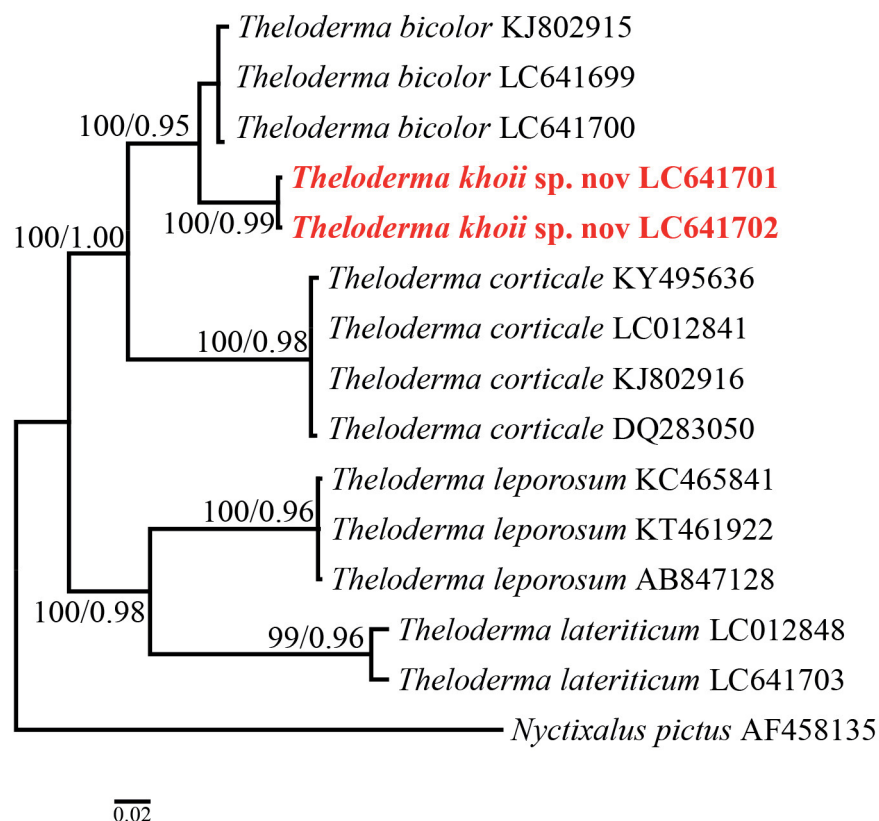 Theloderma bicolor KJ802915
Theloderma bicolor LC641699
100/0.95
Theloderma bicolor LC641700
Theloderma khoii sp. nov LC641701
100/0.99
Theloderma khoii sp. nov LC641702
100/1.00
Theloderma corticale KY495636
Theloderma corticale LC012841
100/0.98
Theloderma corticale KJ802916
Theloderma corticale DQ283050
Theloderma leporosum KC465841
100/0.96
Theloderma leporosum KT461922
Theloderma leporosum AB847128
100/0.98
Theloderma lateriticum LC012848
99/0.96
Theloderma lateriticum LC641703
Nyctixalus pictus AF458135
0.02